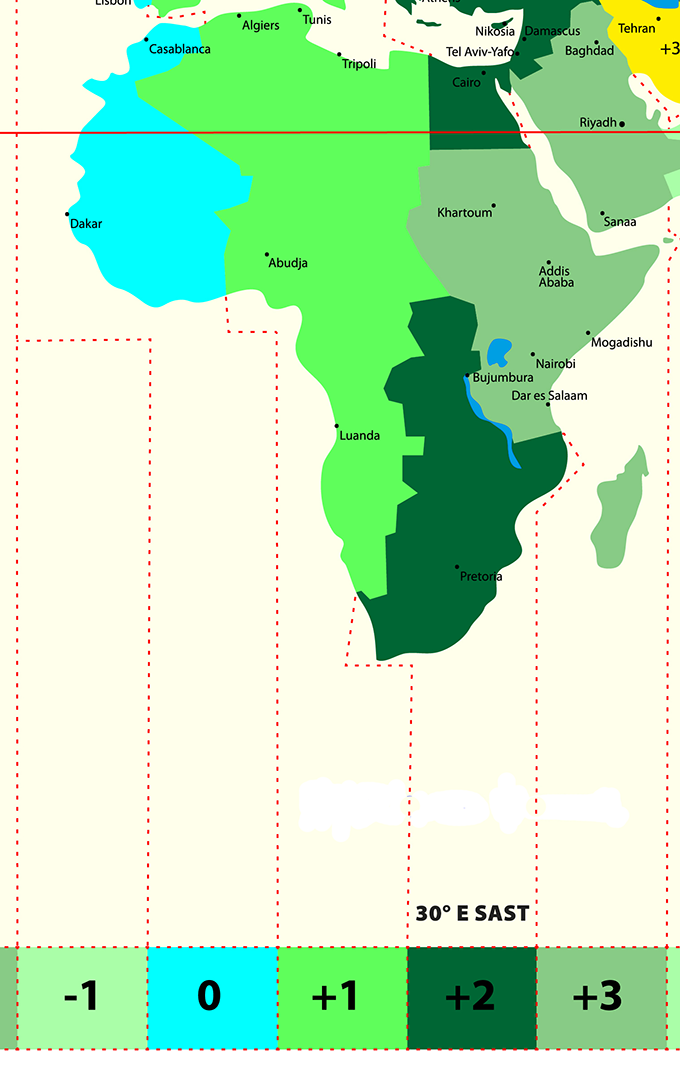 Lisbon
Athens
Algiers
Tunis
Casablanca
Tripoli
Nikosia
Damascus
Tel Aviv-Yafo
Baghdad
Tehran
+3
Cairo
Riyadh
Dakar
Khartoum
Sanaa
Abudja
Addis
Ababa
Mogadishu
Nairobi
Bujumbura
Dar es Salaam
Luanda
Pretoria
30° E SAST
-1
0
+1
+2
+3